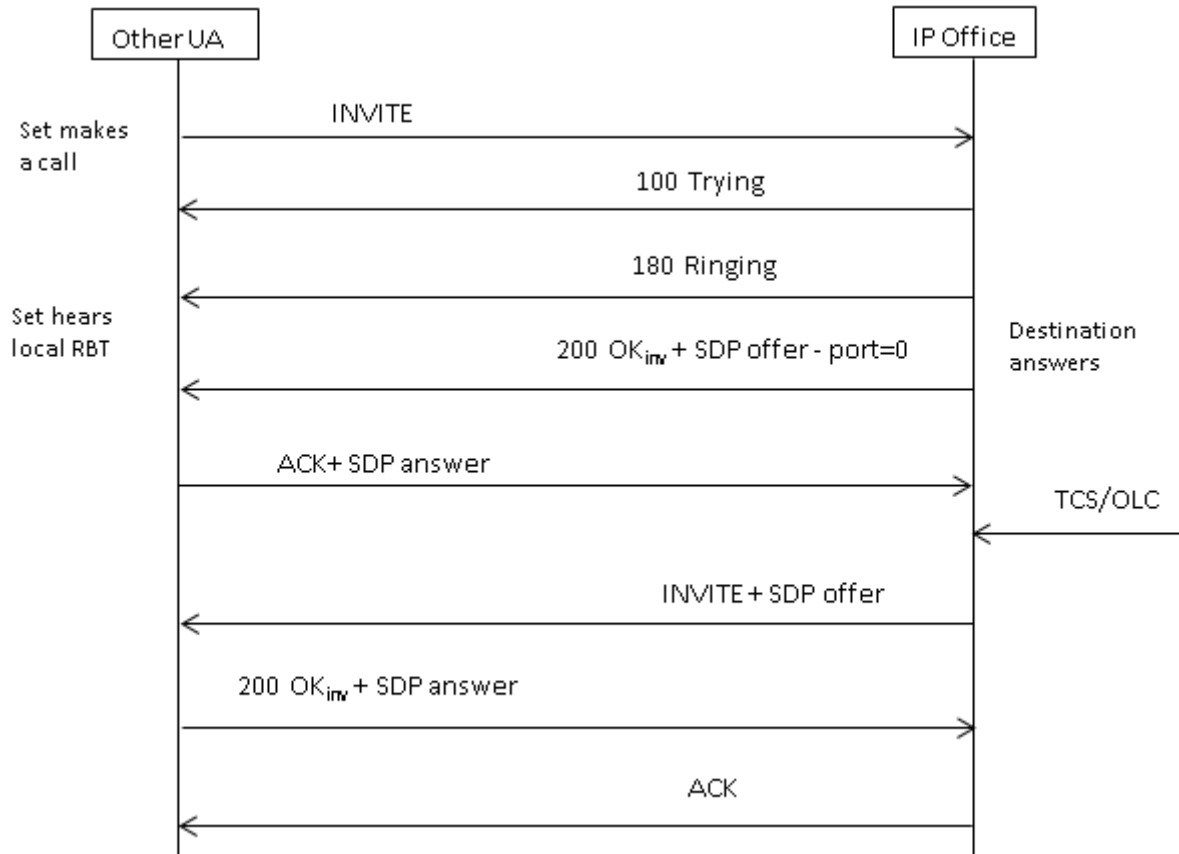 Other UA
IP Office
INVITE
Set makes
a call
100 Trying
180 Ringing
Set hears
local RBT
200 OKinv + SDP offer - port=0
Destination
answers
ACK+ SDP answer
TCS/OLC
INVITE + SDP offer
200 OKinv + SDP answer
ACK